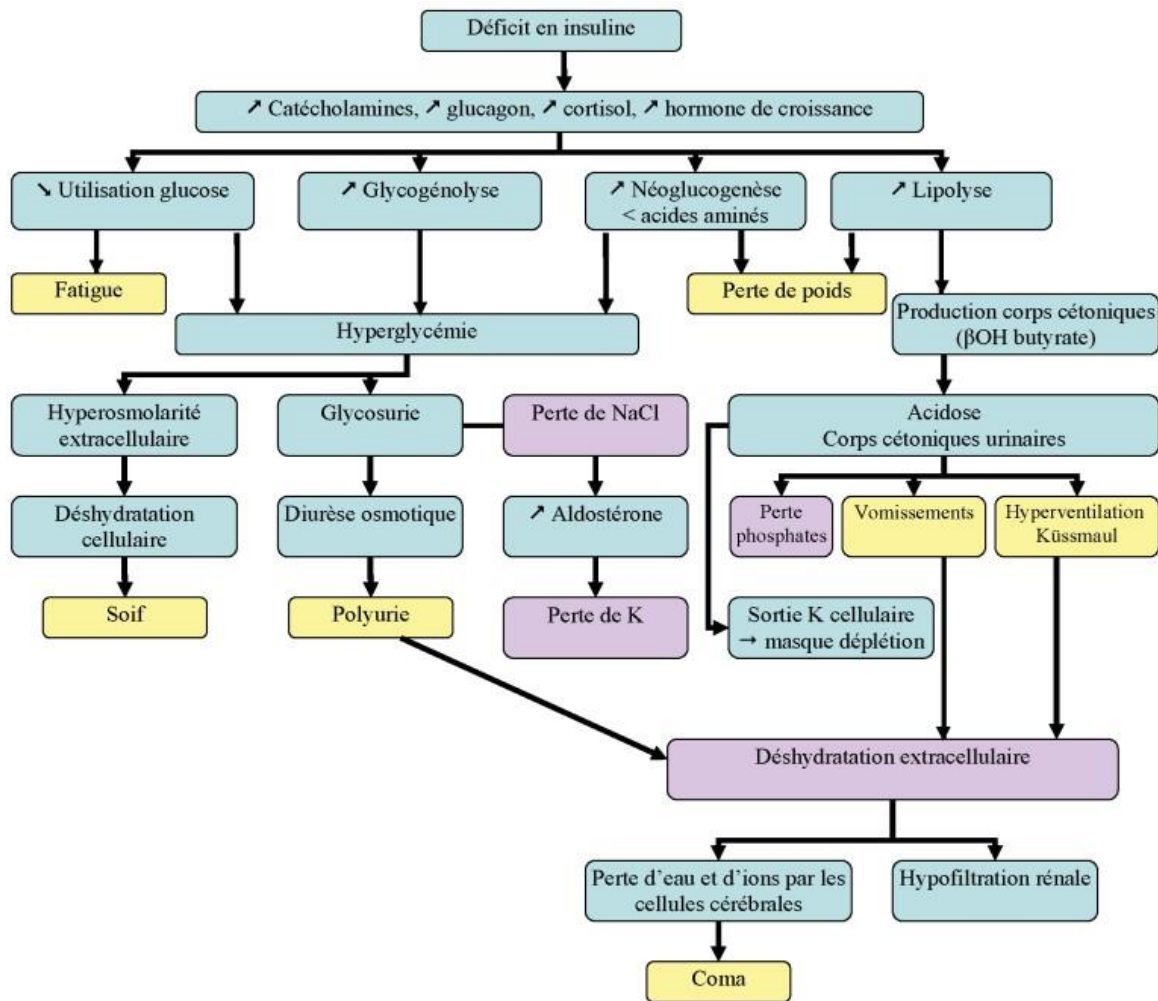 Déficit en insuline
↗ Catécholamines, ↗ glucagon, ↗ cortisol, ↗ hormone de croissance
↘ Utilisation glucose
↗ Glycogénolyse
↗ Néoglucogenèse
< acides aminés
↗ Lipolyse
Fatigue
Perte de poids
Hyperglycémie
Production corps cétoniques
(βOH butyrate)
Hyperosmolarité
extracellulaire
Glycosurie
Perte de NaCl
Acidose
Corps cétoniques urinaires
Déshydratation
cellulaire
Diurèse osmotique
↗ Aldostérone
Perte
phosphates
Vomissements
Hyperventilation
Küssmaul
Soif
Polyurie
Perte de K
Sortie K cellulaire
→ masque déplétion
Déshydratation extracellulaire
Perte d’eau et d’ions par les
cellules cérébrales
Hypofiltration rénale
Coma